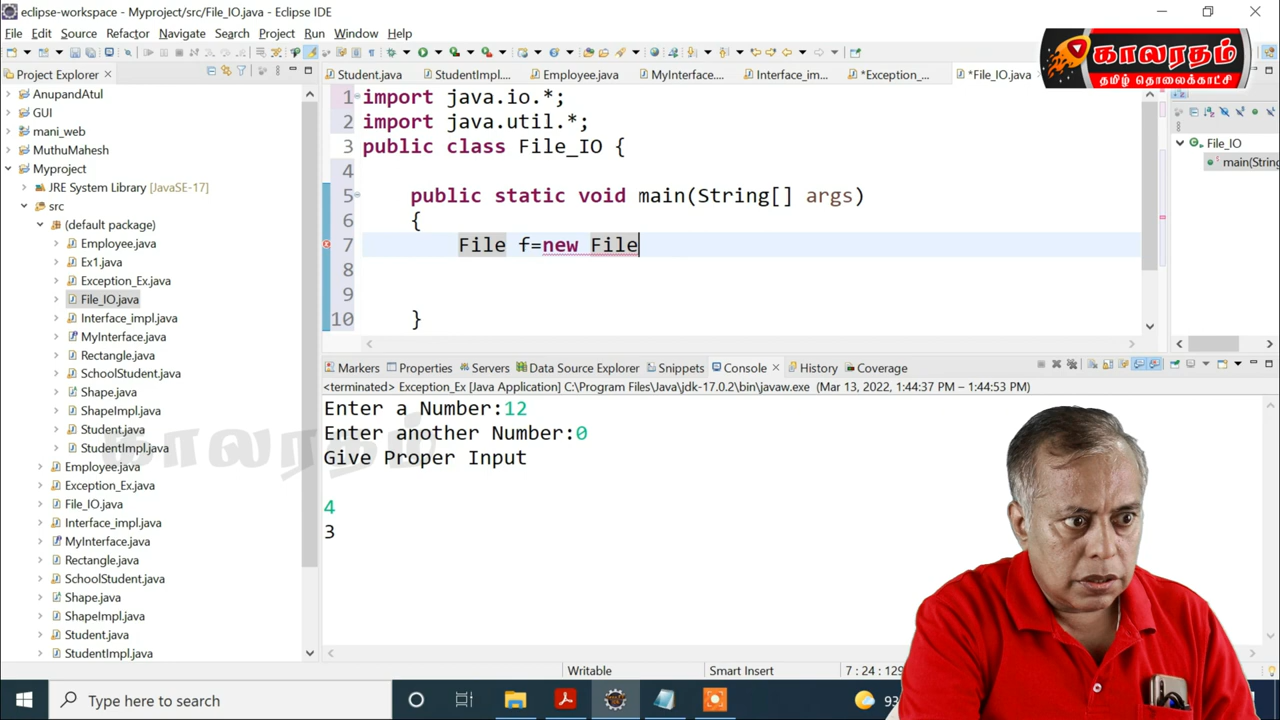 eclipse-workspace - Myproject/src/File_IO.java - Eclipse IDE
File Edit Source Refactor Navigate Search Project Run Window Help
காலரதம்
தமிழ் தொலைக்காட்சி
Project Explorer
Student.java StudentImpl.... Employee.java MyInterface.... Interface_im... *Exception_... *File_IO.java
AnupandAtul
GUI
mani_web
MuthuMahesh
Myproject
JRE System Library [JavaSE-17]
src
(default package)
Employee.java
Ex1.java
Exception_Ex.java
File_IO.java
Interface_impl.java
MyInterface.java
Rectangle.java
SchoolStudent.java
Shape.java
ShapeImpl.java
Student.java
StudentImpl.java
Employee.java
Exception_Ex.java
File_IO.java
Interface_impl.java
MyInterface.java
Rectangle.java
SchoolStudent.java
Shape.java
ShapeImpl.java
Student.java
StudentImpl.java
1 import java.io.*;
2 import java.util.*;
3 public class File_IO {
4
5 public static void main(String[] args)
6 {
7 File f=new File
8
9
10 }
File_IO
main(String
Markers Properties Servers Data Source Explorer Snippets Console History Coverage
<terminated> Exception_Ex [Java Application] C:\Program Files\Java\jdk-17.0.2\bin\javaw.exe (Mar 13, 2022, 1:44:37 PM – 1:44:53 PM)
Enter a Number:12
Enter another Number:0
Give Proper Input
4
3
காலரதம்
Writable Smart Insert 7 : 24 : 129
Type here to search
93